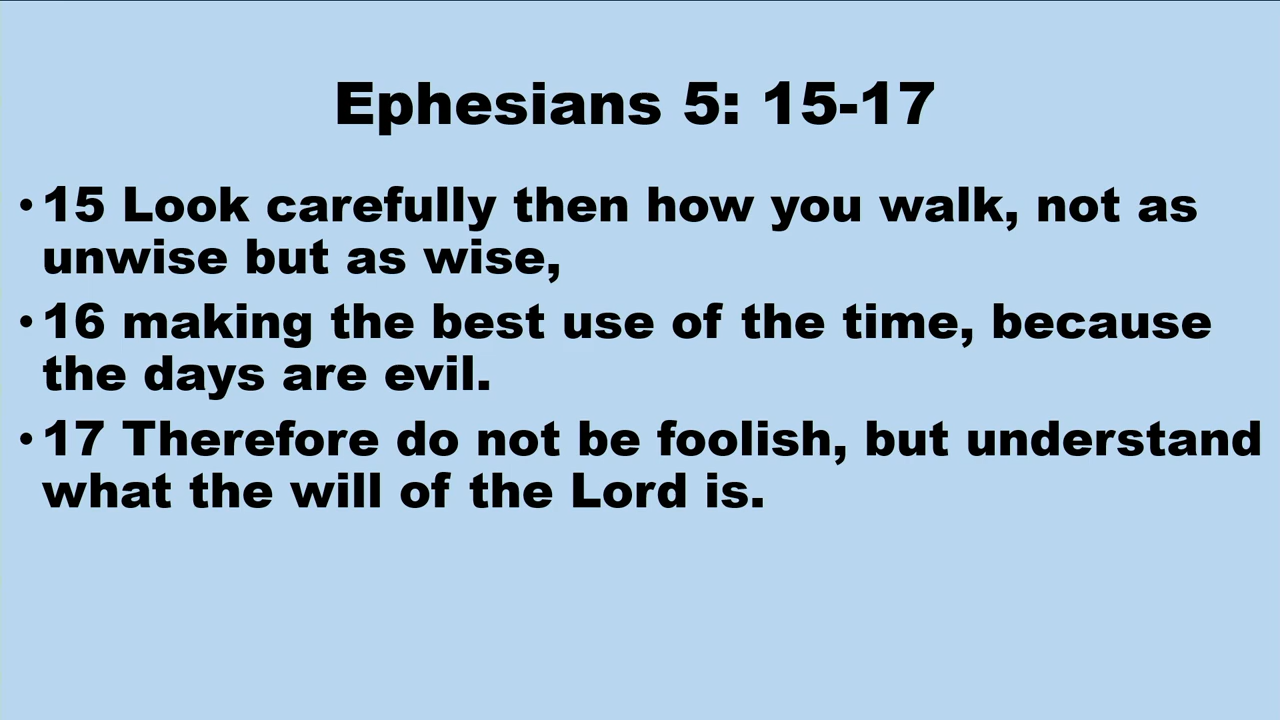 Ephesians 5: 15-17
• 15 Look carefully then how you walk, not as
unwise but as wise,
• 16 making the best use of the time, because
the days are evil.
• 17 Therefore do not be foolish, but understand
what the will of the Lord is.